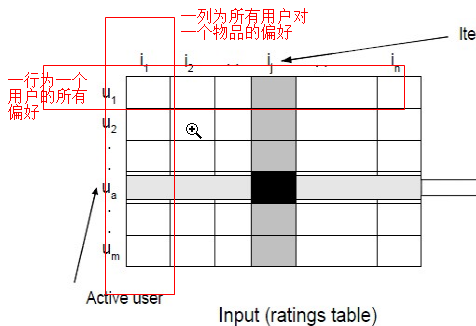 一列为所有用户对
一个物品的偏好
Ite
i1 i2 . . ij . . in
一行为一个
用户的所有
偏好
u1
u2
.
.
ua
.
.
um
Active user
Input (ratings table)